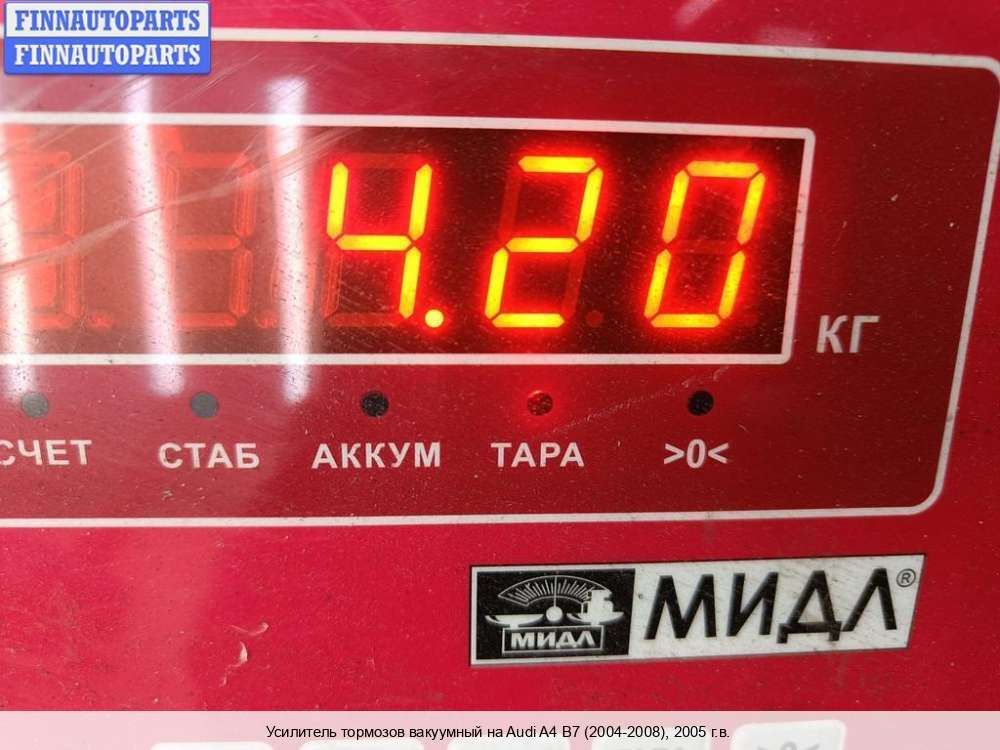 FINNAUTOPARTS
FINNAUTOPARTS
4.20
КГ
СЧЕТ СТАБ АККУМ ТАРА >0<
МИДЛ МИДЛ®
Усилитель тормозов вакуумный на Audi A4 B7 (2004-2008), 2005 г.в.